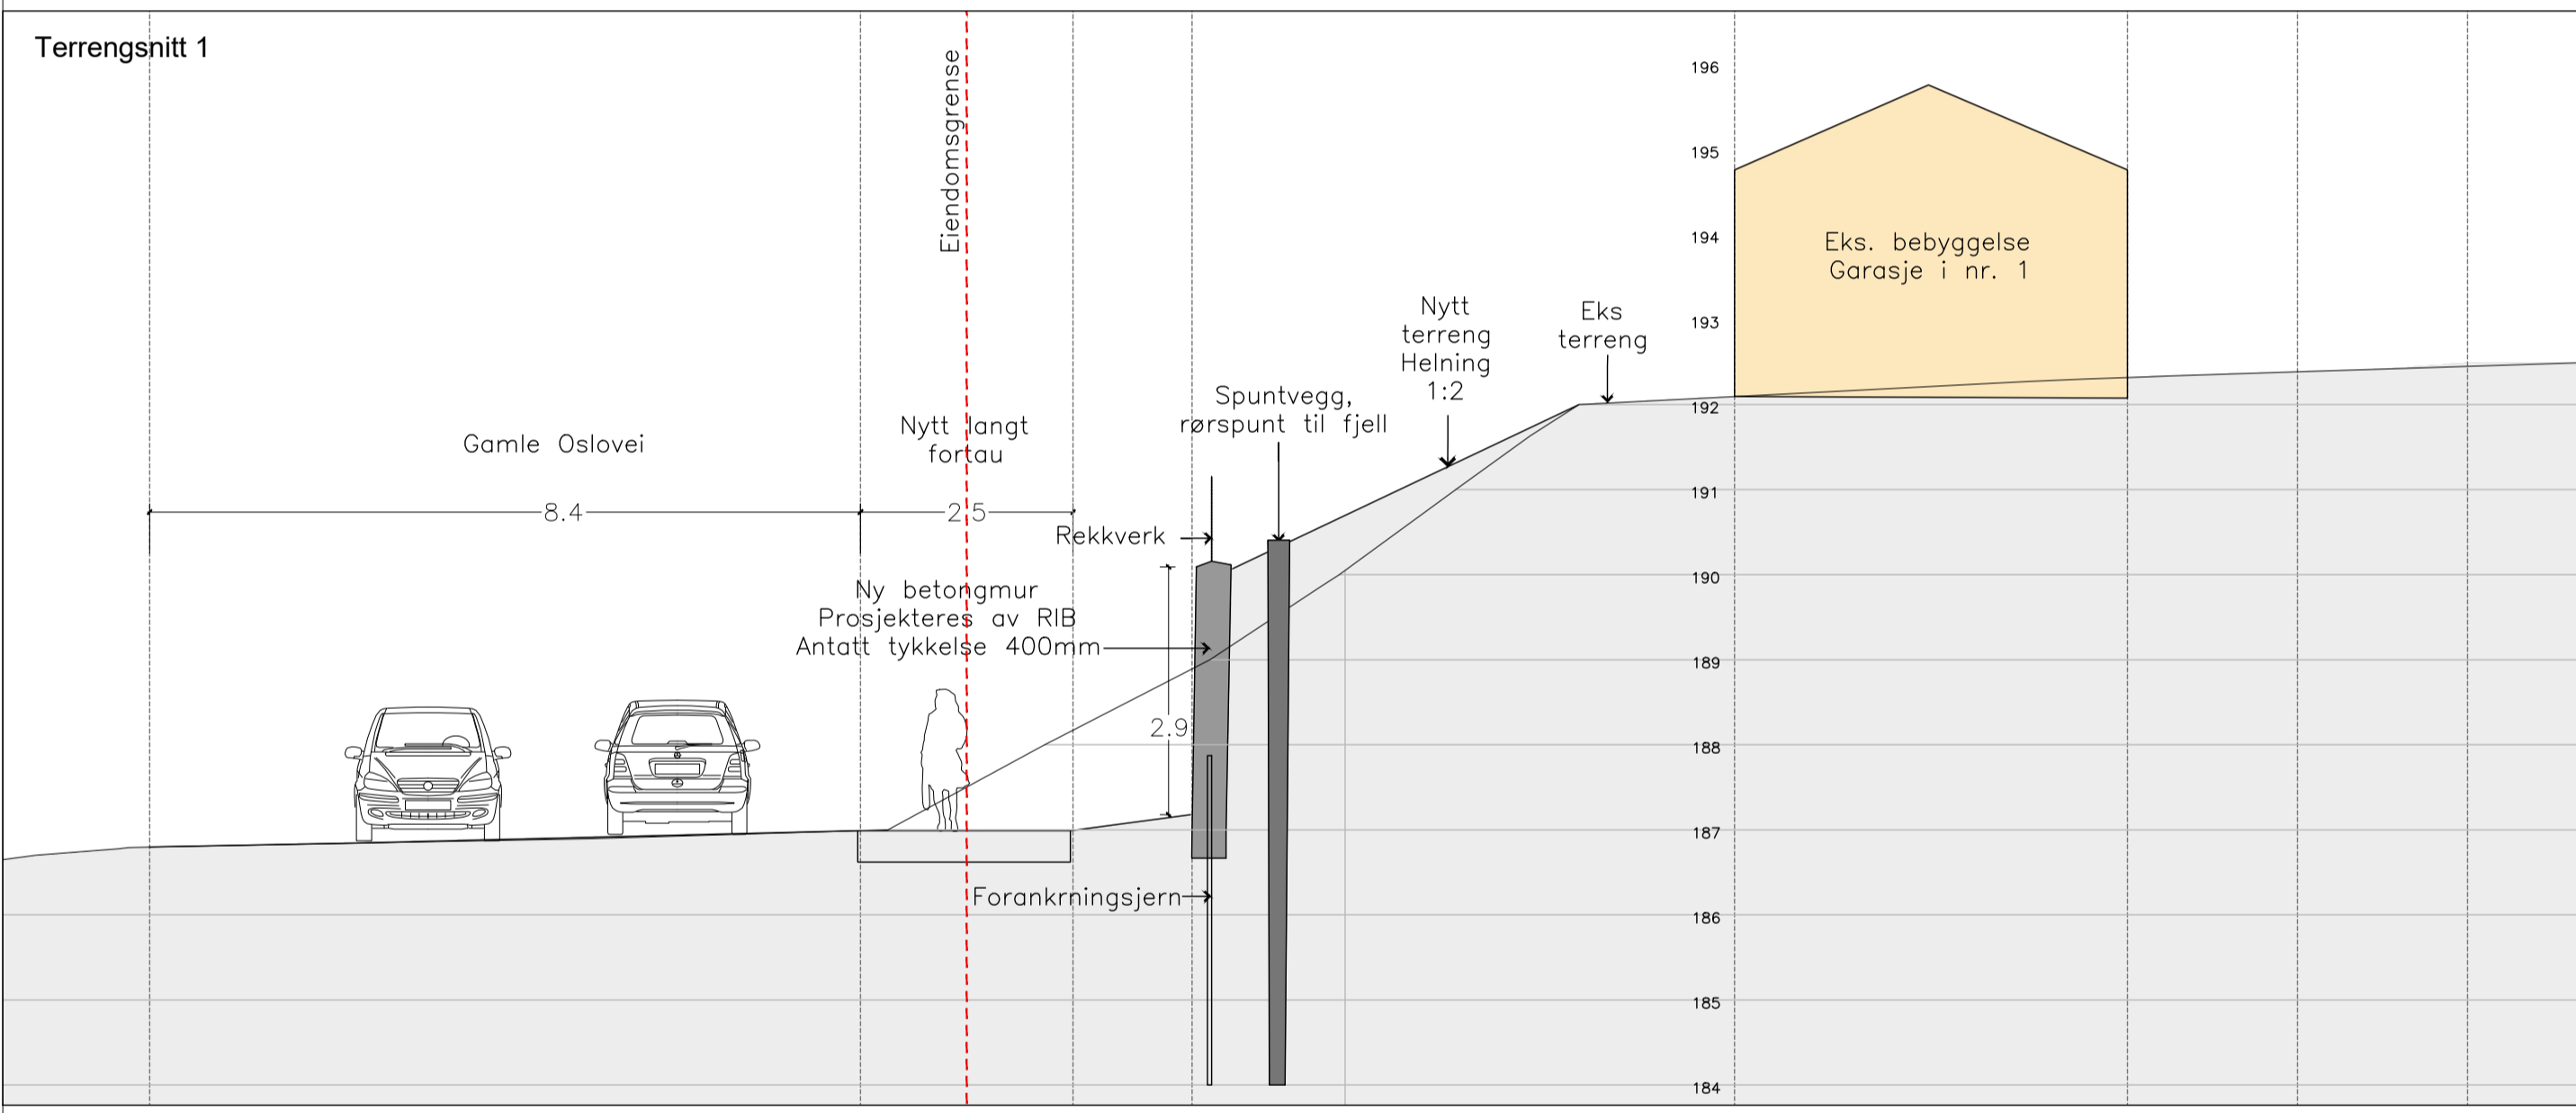 Terrengsnitt 1
Eiendomsgrense
196
195
194
193
192
191
190
189
188
187
186
185
184
Eks. bebyggelse
Garasje i nr. 1
Nytt
terreng
Helning
1:2
Eks
terreng
Spuntvegg,
rørspunt til fjell
Gamle Oslovei
Nytt langt
fortau
8.4
2.5
Rekkverk
Ny betongmur
Prosjekteres av RIB
Antatt tykkelse 400mm
2.9
Forankrningsjern